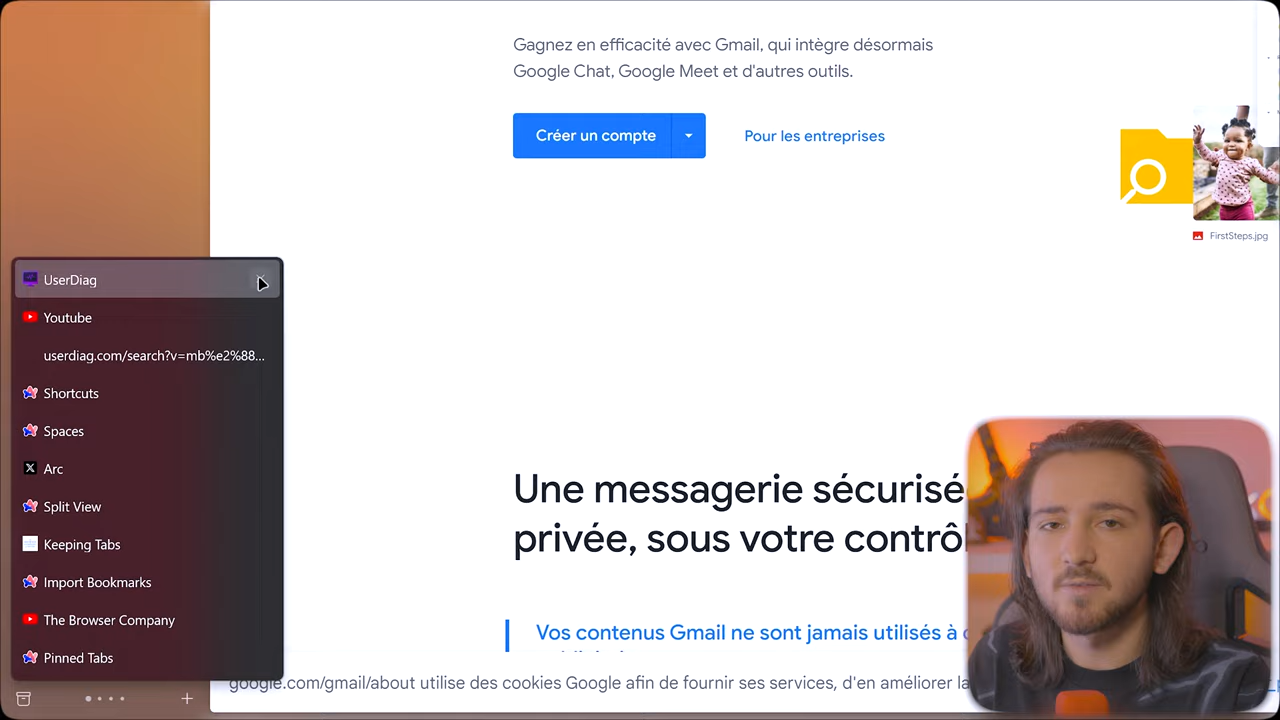 Gagnez en efficacité avec Gmail, qui intègre désormais
Google Chat, Google Meet et d'autres outils.
Créer un compte
Pour les entreprises
FirstSteps.jpg
UserDiag
Youtube
userdiag.com/search?v=mb%e2%88...
Shortcuts
Spaces
Arc
Split View
Keeping Tabs
Import Bookmarks
The Browser Company
Pinned Tabs
Une messagerie sécurisé
privée, sous votre contrôl
Vos contenus Gmail ne sont jamais utilisés à
google.com/gmail/about utilise des cookies Google afin de fournir ses services, d'en améliorer la